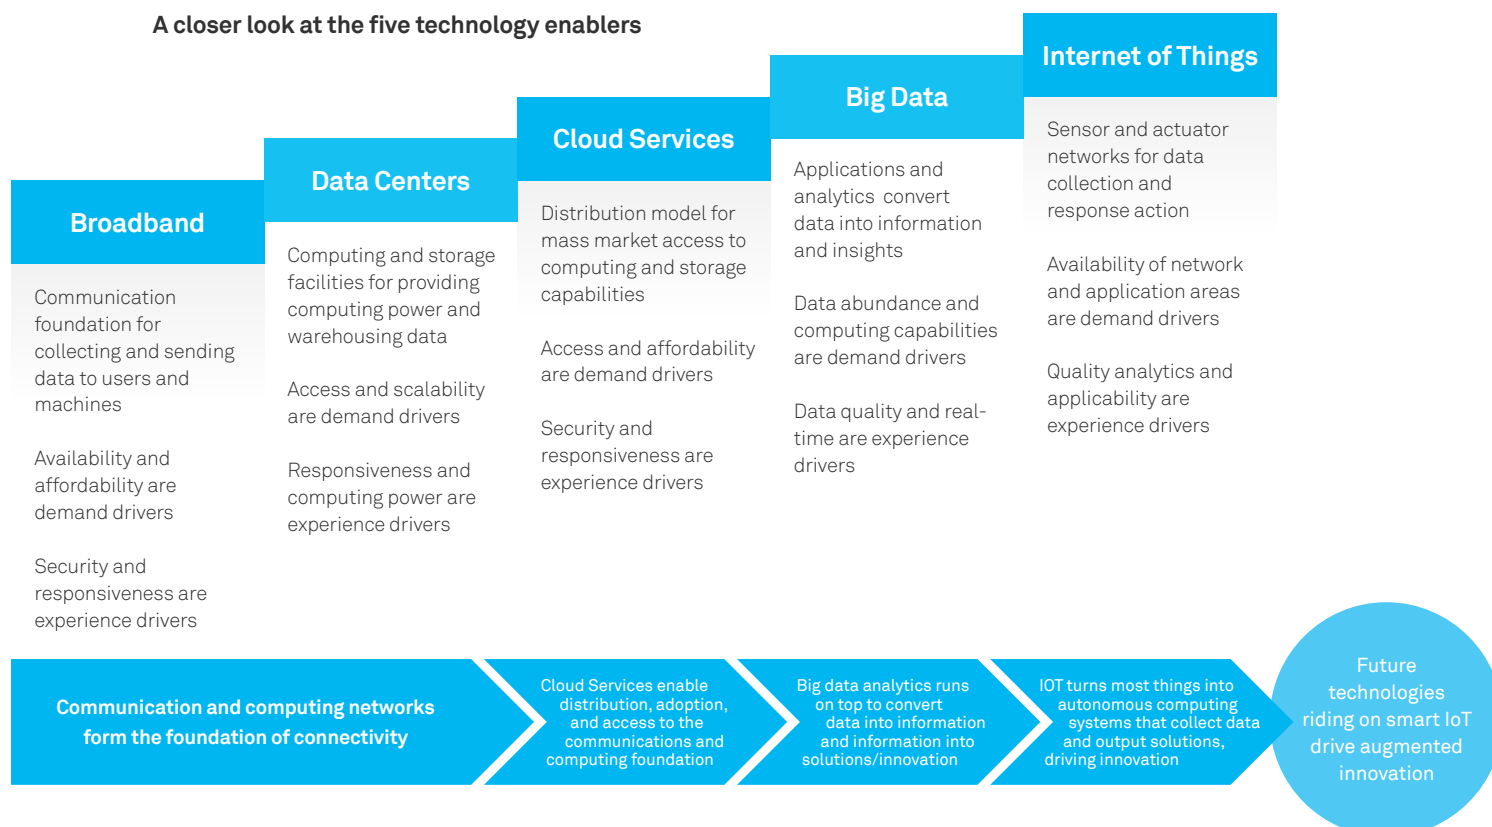 A closer look at the five technology enablers
Broadband
Communication
foundation for
collecting and sending
data to users and
machines
Availability and
affordability are
demand drivers
Security and
responsiveness are
experience drivers
Data Centers
Computing and storage
facilities for providing
computing power and
warehousing data
Access and scalability
are demand drivers
Responsiveness and
computing power are
experience drivers
Cloud Services
Distribution model for
mass market access to
computing and storage
capabilities
Access and affordability
are demand drivers
Security and
responsiveness are
experience drivers
Big Data
Applications and
analytics convert
data into information
and insights
Data abundance and
computing capabilities
are demand drivers
Data quality and real-
time are experience
drivers
Internet of Things
Sensor and actuator
networks for data
collection and
response action
Availability of network
and application areas
are demand drivers
Quality analytics and
applicability are
experience drivers
Communication and computing networks
form the foundation of connectivity
Cloud Services enable
distribution, adoption,
and access to the
communications and
computing foundation
Big data analytics runs
on top to convert
data into information
and information into
solutions/innovation
IOT turns most things into
autonomous computing
systems that collect data
and output solutions,
driving innovation
Future
technologies
riding on smart IoT
drive augmented
innovation